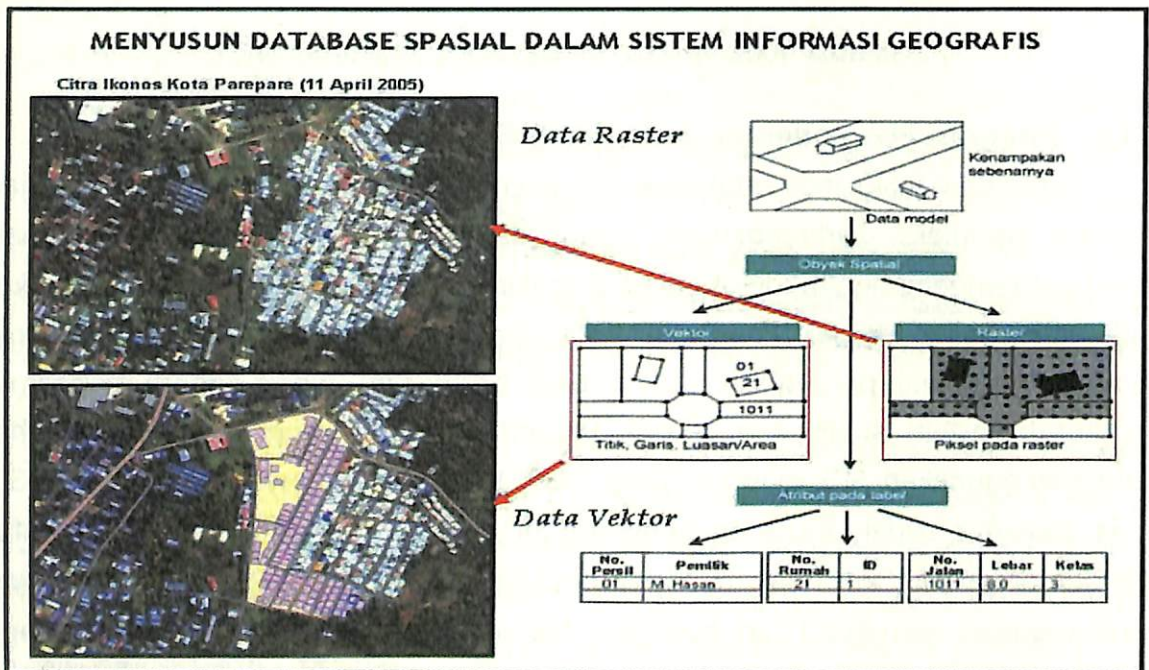 MENYUSUN DATABASE SPASIAL DALAM SISTEM INFORMASI GEOGRAFIS
Citra Ikonos Kota Parepare (11 April 2005)
Data Raster
Kenampakan
sebenarnya
Data model
Obyek Spatial
Vektor
Raster
01
21
1011
Titik, Garis, Luasan/Area
Piksel pada raster
Data Vektor
Atribut pada label
No. Persil Pemilik
01 M. Hasan
No. Rumah ID
21 1
No. Jalan Lebar Kelas
1011 8.0 3